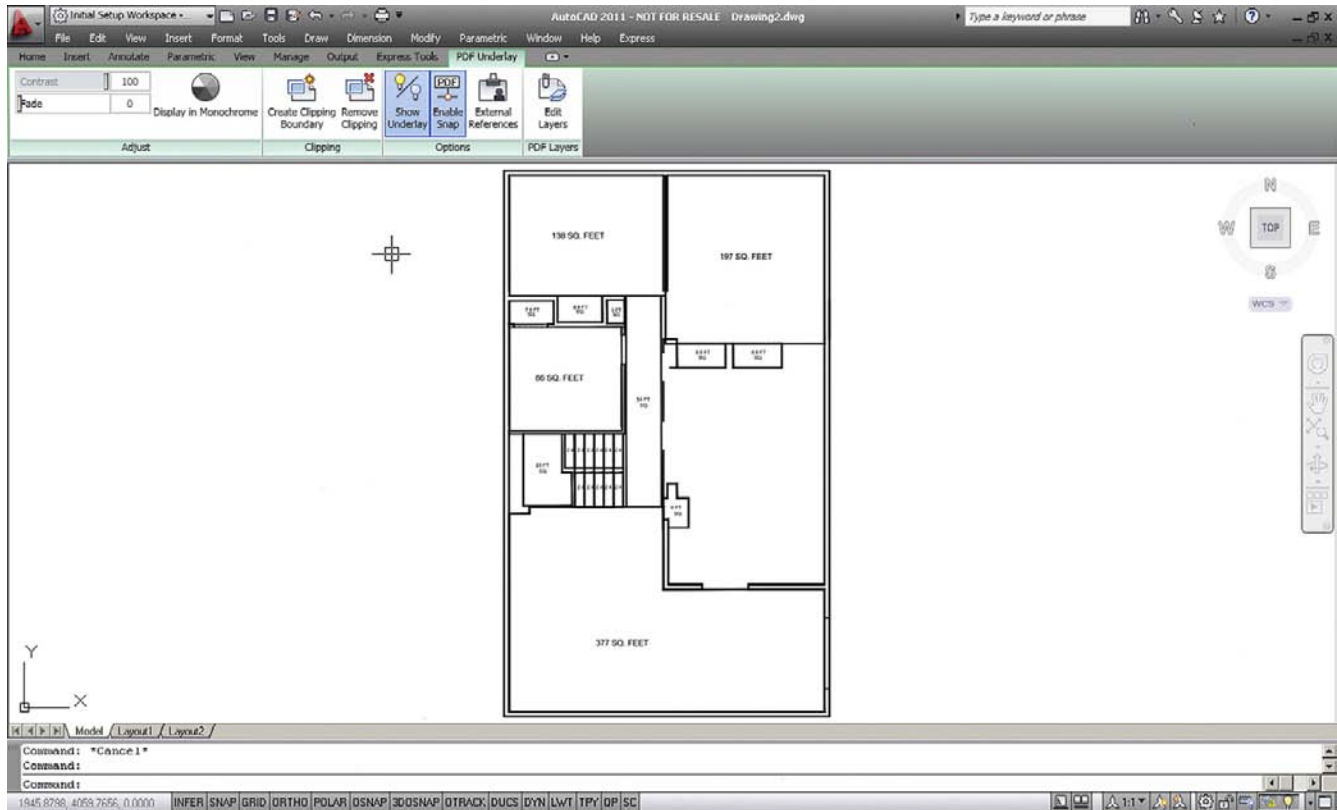 Initial Setup Workspace
AutoCAD 2011 - NOT FOR RESALE Drawing2.dwg
Type a keyword or phrase
File Edit View Insert Format Tools Draw Dimension Modify Parametric Window Help Express
Home Insert Annotate Parametric View Manage Output Express Tools PDF Underlay
Contrast 100
Fade 0
Display in Monochrome
Create Clipping Boundary
Remove Clipping
Show Underlay
PDF
Enable Snap
External References
Edit Layers
Adjust Clipping Options PDF Layers
N
W TOP E
S
WCS
138 SQ. FEET
197 SQ. FEET
86 SQ. FEET
377 SQ. FEET
Y
X
Model Layout1 Layout2
Command: *Cancel*
Command:
Command:
1945.8798, 4059.7656, 0.0000 INFER SNAP GRID ORTHO POLAR OSNAP 3DOSNAP OTRACK DUCS DYN LWT TPY QP SC 1:1